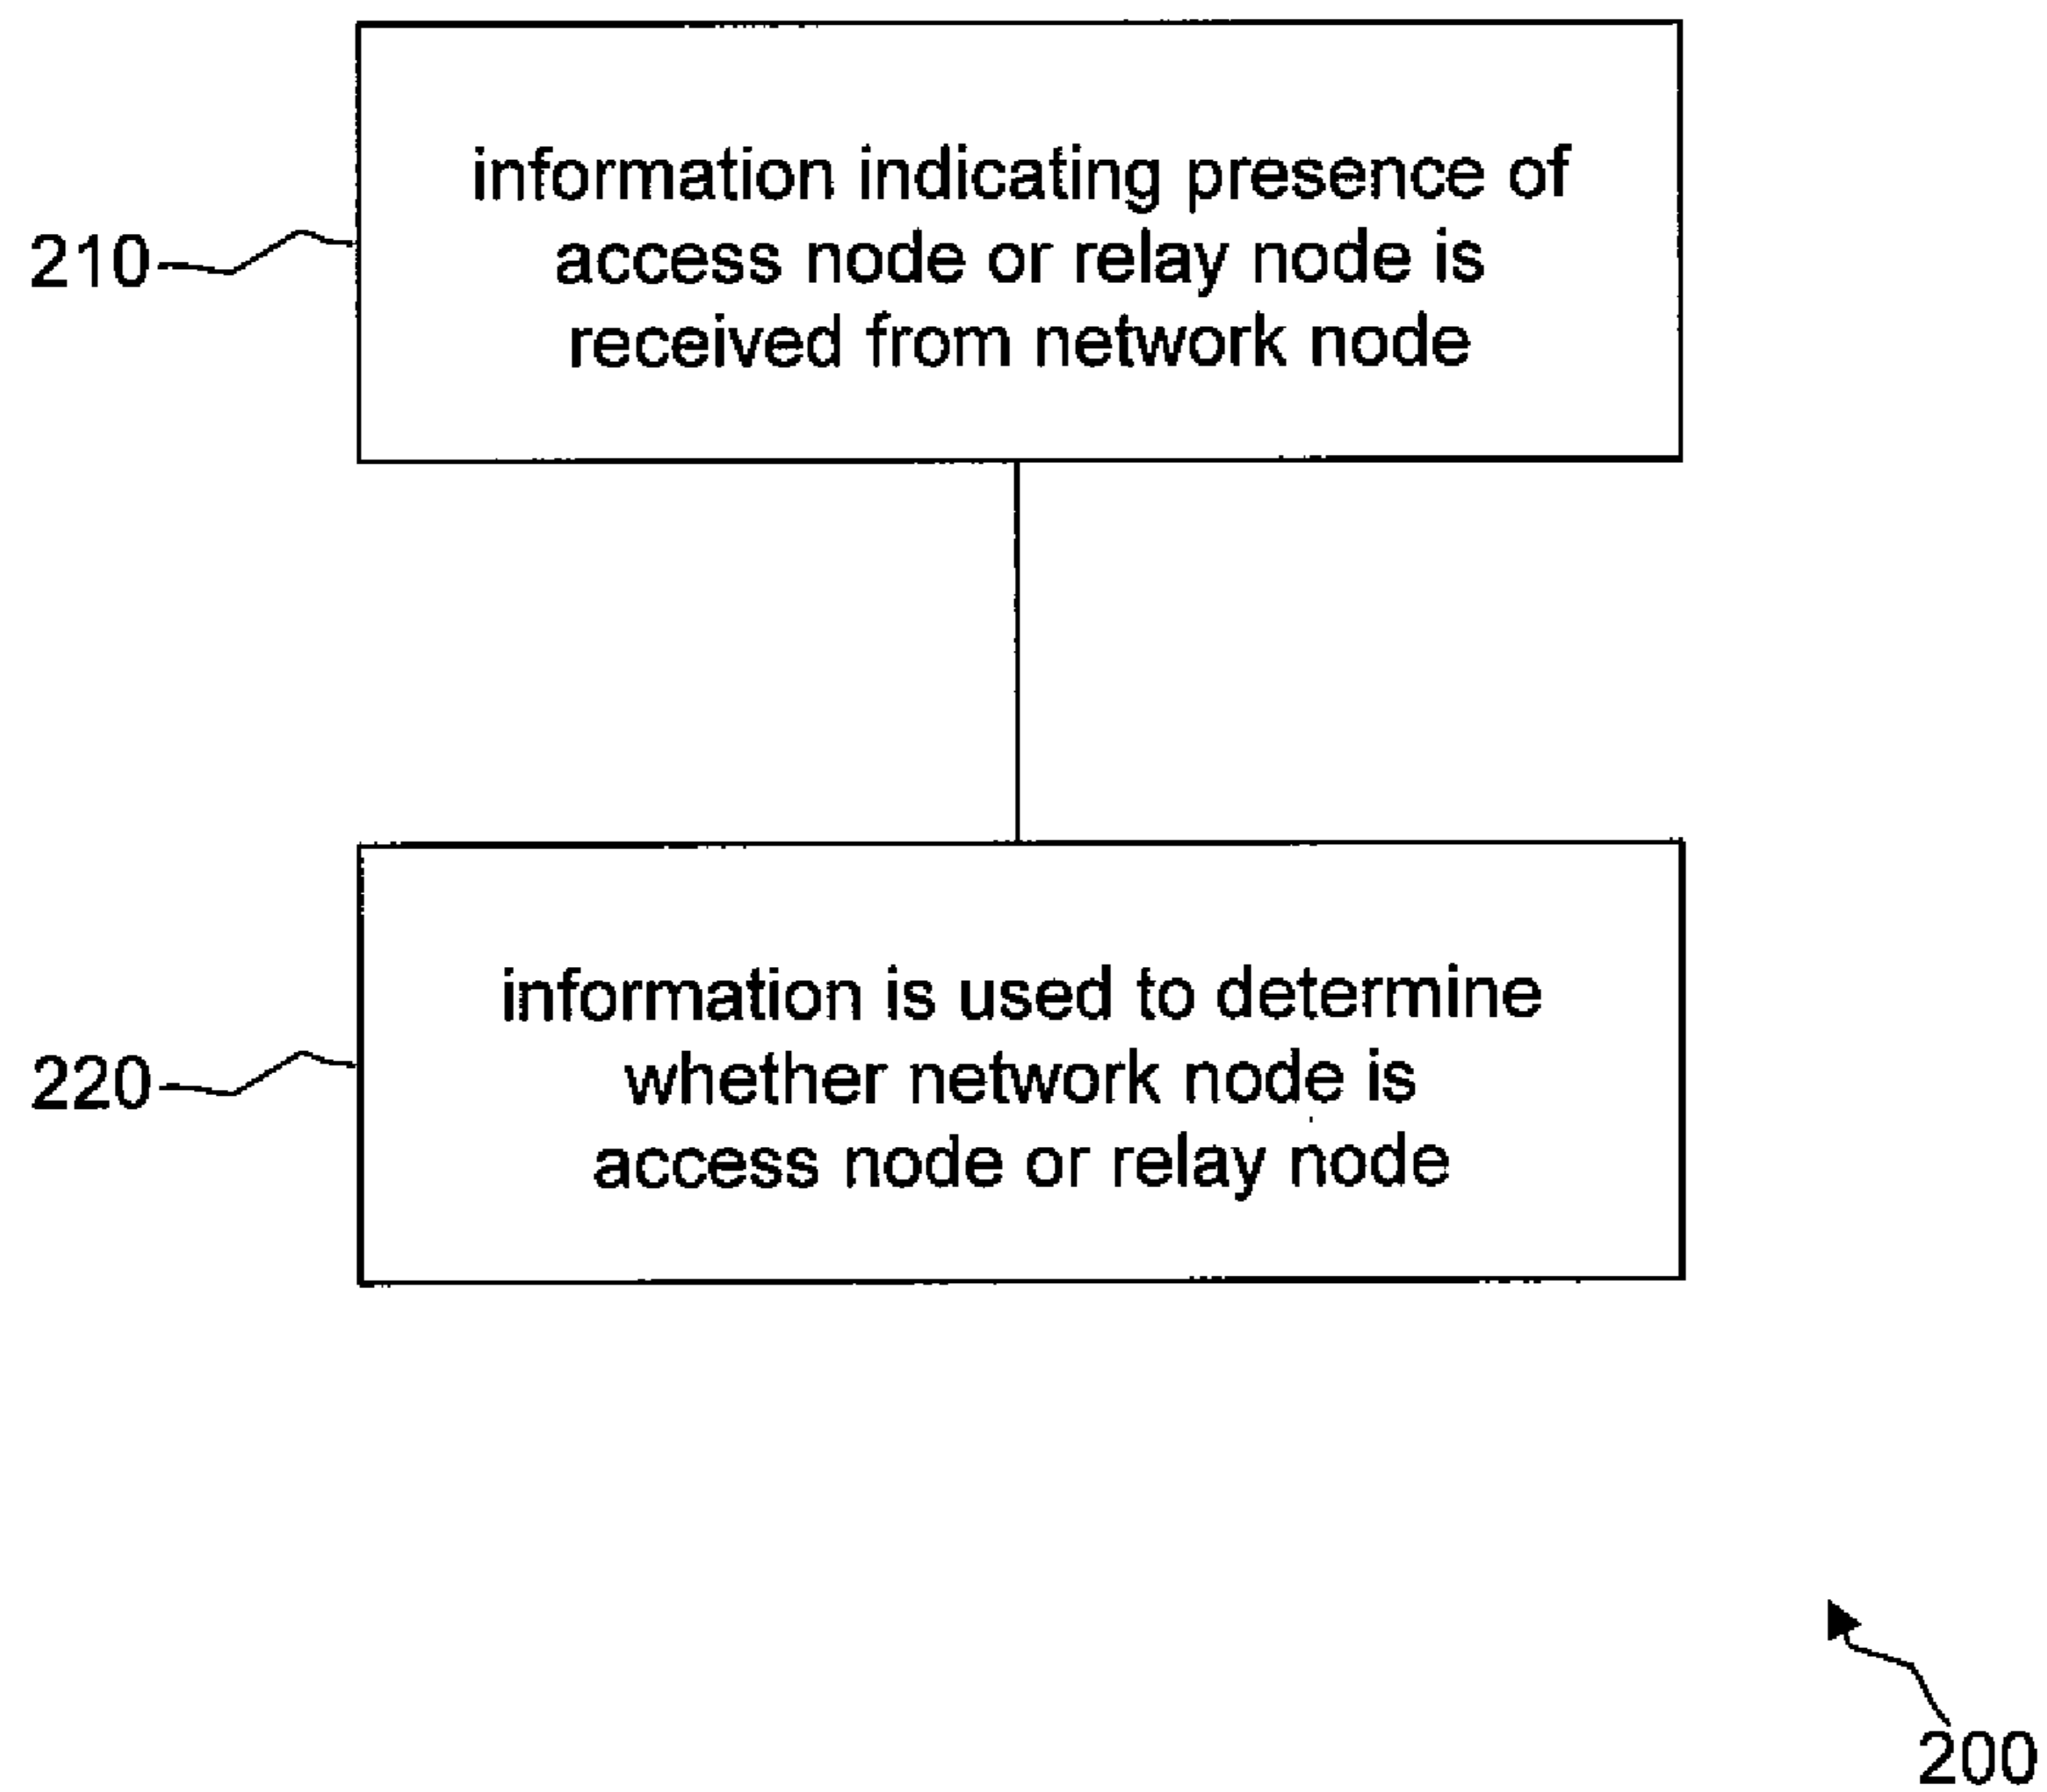 information indicating presence of
210
access node or relay node is
received from network node
information is used to determine
220
whether network node is
access node or relay node
200